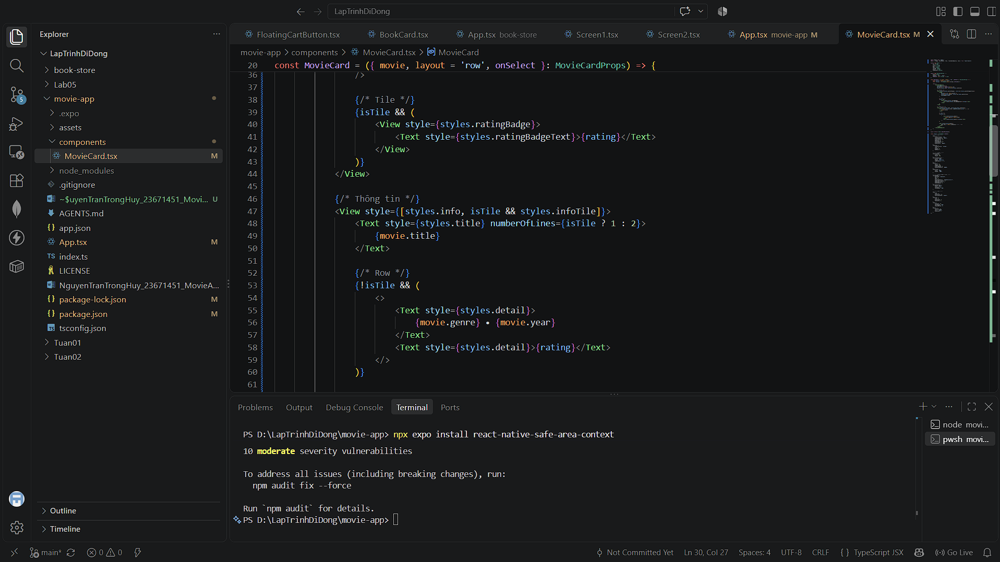 LapTrinhDiDong
Explorer
LapTrinhDiDong
book-store
Lab05
movie-app
.expo
assets
components
MovieCard.tsx M
node_modules
.gitignore
~$uyenTranTrongHuy_23671451_Movi... U
AGENTS.md
app.json
App.tsx M
index.ts
LICENSE
NguyenTranTrongHuy_23671451_MovieA...
package-lock.json M
package.json M
tsconfig.json
Tuan01
Tuan02
Outline
Timeline
5
FloatingCartButton.tsx BookCard.tsx App.tsx book-store Screen1.tsx Screen2.tsx App.tsx movie-app M MovieCard.tsx M
movie-app > components > MovieCard.tsx > MovieCard
20 const MovieCard = ({ movie, layout = 'row', onSelect }: MovieCardProps) => {
36 />
37
38 {/* Tile */}
39 {isTile && (
40 <View style={styles.ratingBadge}>
41 <Text style={styles.ratingBadgeText}>{rating}</Text>
42 </View>
43 )}
44 </View>
45
46 {/* Thông tin */}
47 <View style={[styles.info, isTile && styles.infoTile]}>
48 <Text style={styles.title} numberOfLines={isTile ? 1 : 2}>
49 {movie.title}
50 </Text>
51
52 {/* Row */}
53 {!isTile && (
54 <>
55 <Text style={styles.detail}>
56 {movie.genre} • {movie.year}
57 </Text>
58 <Text style={styles.detail}>{rating}</Text>
59 </>
60 )}
61
Problems Output Debug Console Terminal Ports
PS D:\LapTrinhDiDong\movie-app> npx expo install react-native-safe-area-context
10 moderate severity vulnerabilities
To address all issues (including breaking changes), run:
npm audit fix --force
Run `npm audit` for details.
PS D:\LapTrinhDiDong\movie-app>
node movi...
pwsh movi...
main* 0 0 Not Committed Yet Ln 30, Col 27 Spaces: 4 UTF-8 CRLF { } TypeScript JSX Go Live